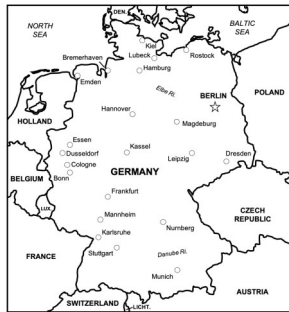 NORTH
SEA
DEN.
BALTIC
SEA
Kiel
Rostock
Lubeck
Bremerhaven
Hamburg
Emden
Elbe Ri.
BERLIN
POLAND
Hannover
HOLLAND
Magdeburg
Essen
Dusseldorf
Kassel
Leipzig
Dresden
Cologne
BELGIUM
Bonn
GERMANY
Frankfurt
LUX.
Mannheim
CZECH
REPUBLIC
Karlsruhe
Nurnberg
FRANCE
Stuttgart
Danube Ri.
Munich
AUSTRIA
SWITZERLAND
LICHT.